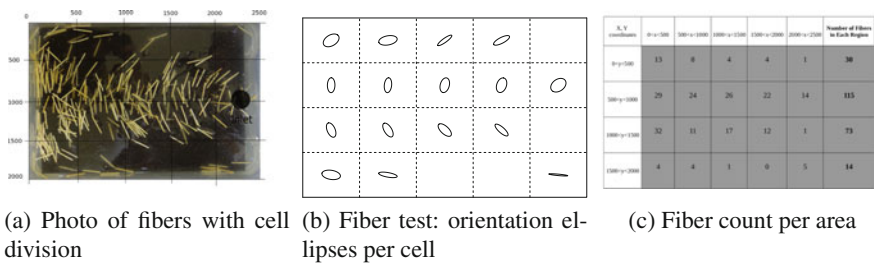 0 500 1000 1500 2000 2500
500
1000
1500
2000
X, Y coordinates 0<x<500 500<x<1000 1000<x<1500 1500<x<2000 2000<x<2500 Number of Fibers in Each Region
0<y<500 13 8 4 4 1 30
500<y<1000 29 24 26 22 14 115
1000<y<1500 32 11 17 12 1 73
1500<y<2000 4 4 1 0 5 14
(a) Photo of fibers with cell
division
(b) Fiber test: orientation el-
lipses per cell
(c) Fiber count per area